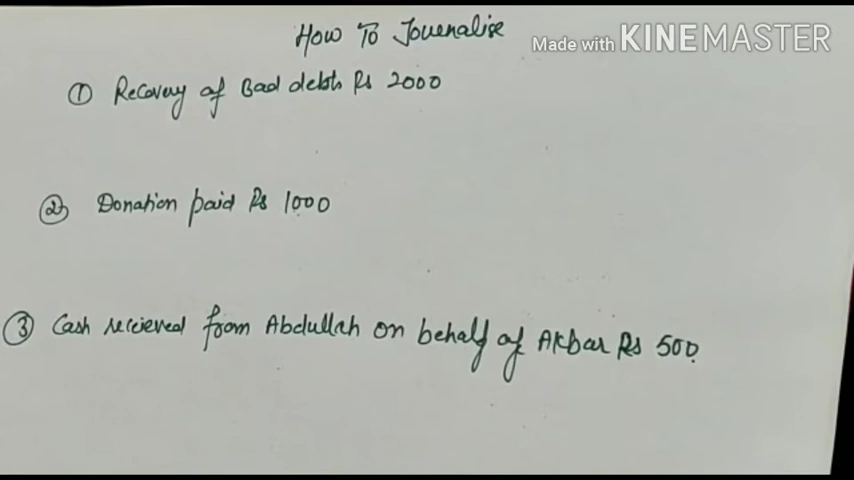 How To Journalise
Made with KINEMASTER
① Recovery of Bad debts Rs 2000
② Donation paid Rs 1000
③ Cash recieved from Abdullah on behalf of Akbar Rs 500